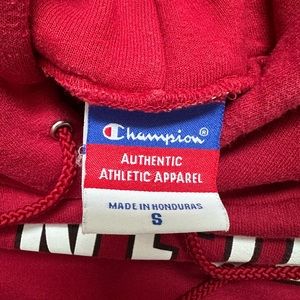 Champion®
AUTHENTIC
ATHLETIC APPAREL
MADE IN HONDURAS
S